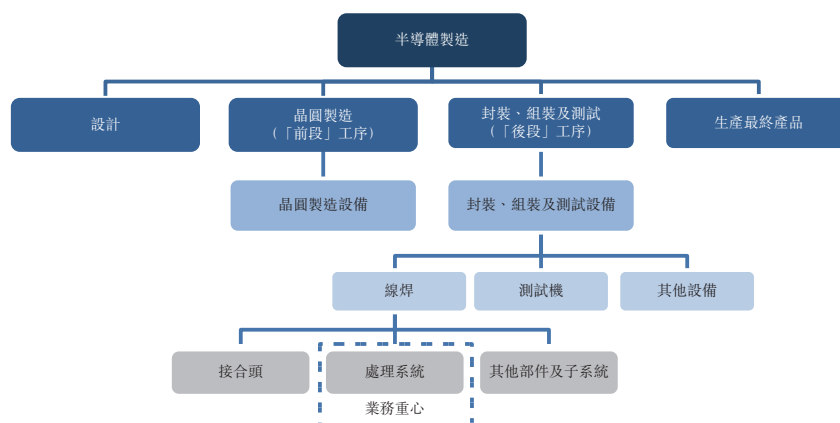 半導體製造
設計
晶圓製造
(「前段」工序)
封裝、組裝及測試
(「後段」工序)
生產最終產品
晶圓製造設備
封裝、組裝及測試設備
線焊
測試機
其他設備
接合頭
處理系統
其他部件及子系統
業務重心